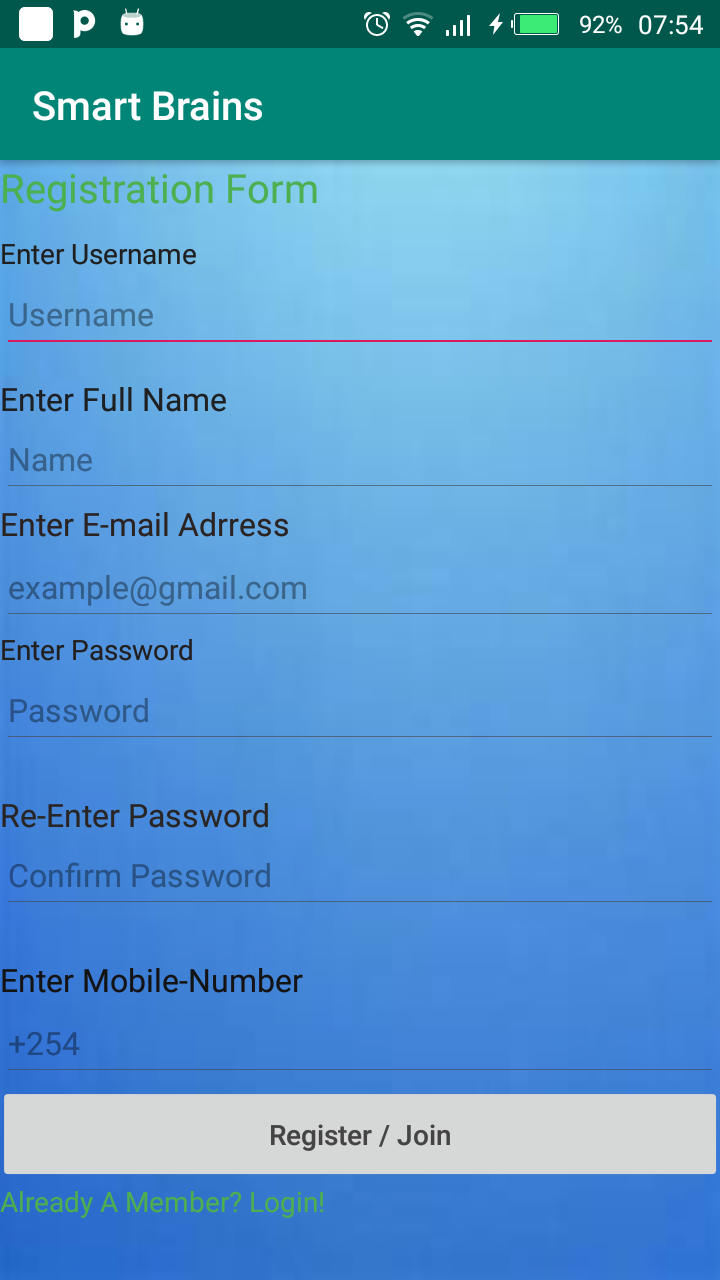 92% 07:54
Smart Brains
Registration Form
Enter Username
Username
Enter Full Name
Name
Enter E-mail Adrress
example@gmail.com
Enter Password
Password
Re-Enter Password
Confirm Password
Enter Mobile-Number
+254
Register / Join
Already A Member? Login!